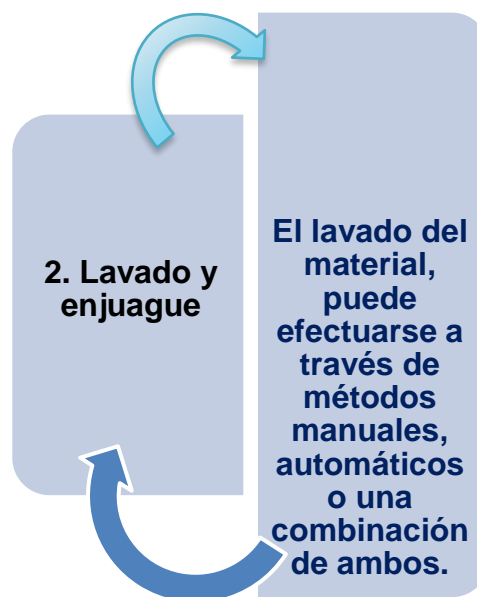 2. Lavado y
enjuague
El lavado del
material,
puede
efectuarse a
través de
métodos
manuales,
automáticos
o una
combinación
de ambos.